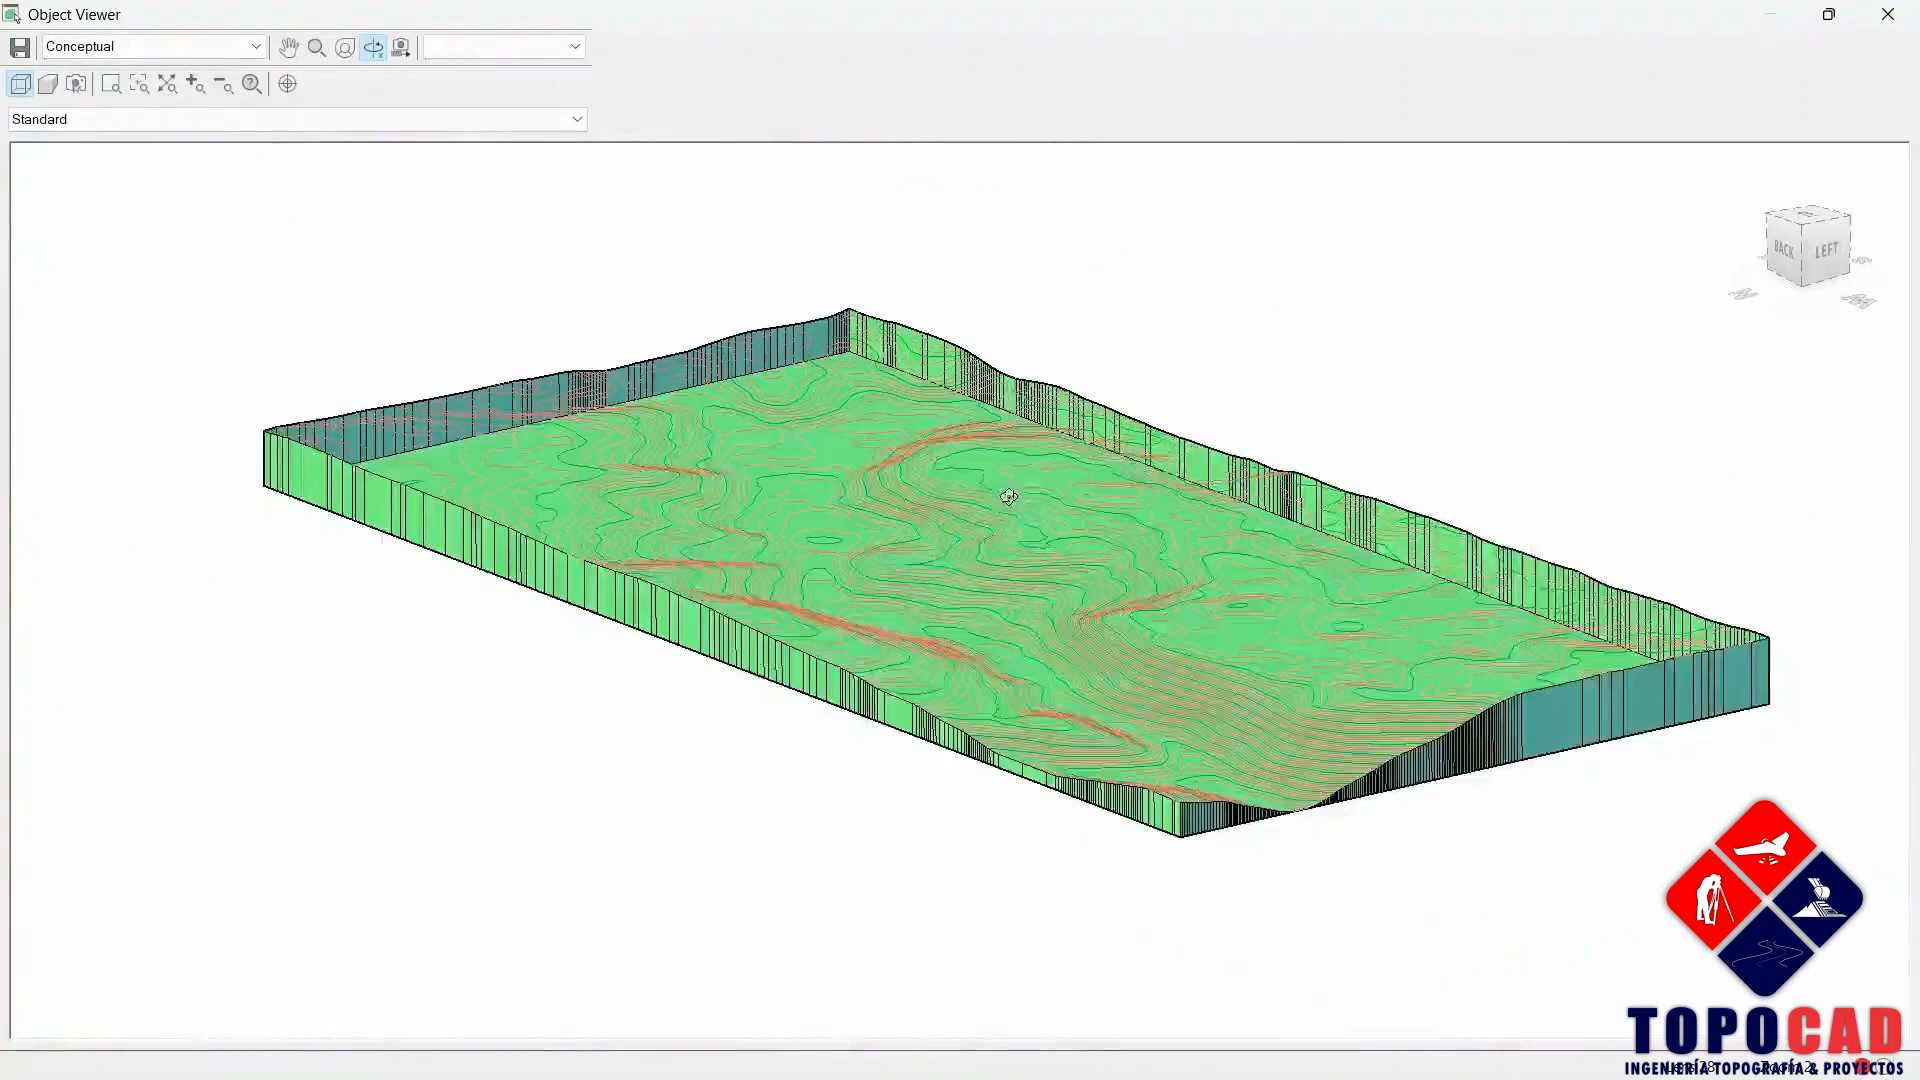 Object Viewer
Conceptual
Standard
BACK
LEFT
TOPOCAD
INGENIERÍA TOPOGRAFÍA & PROYECTOS